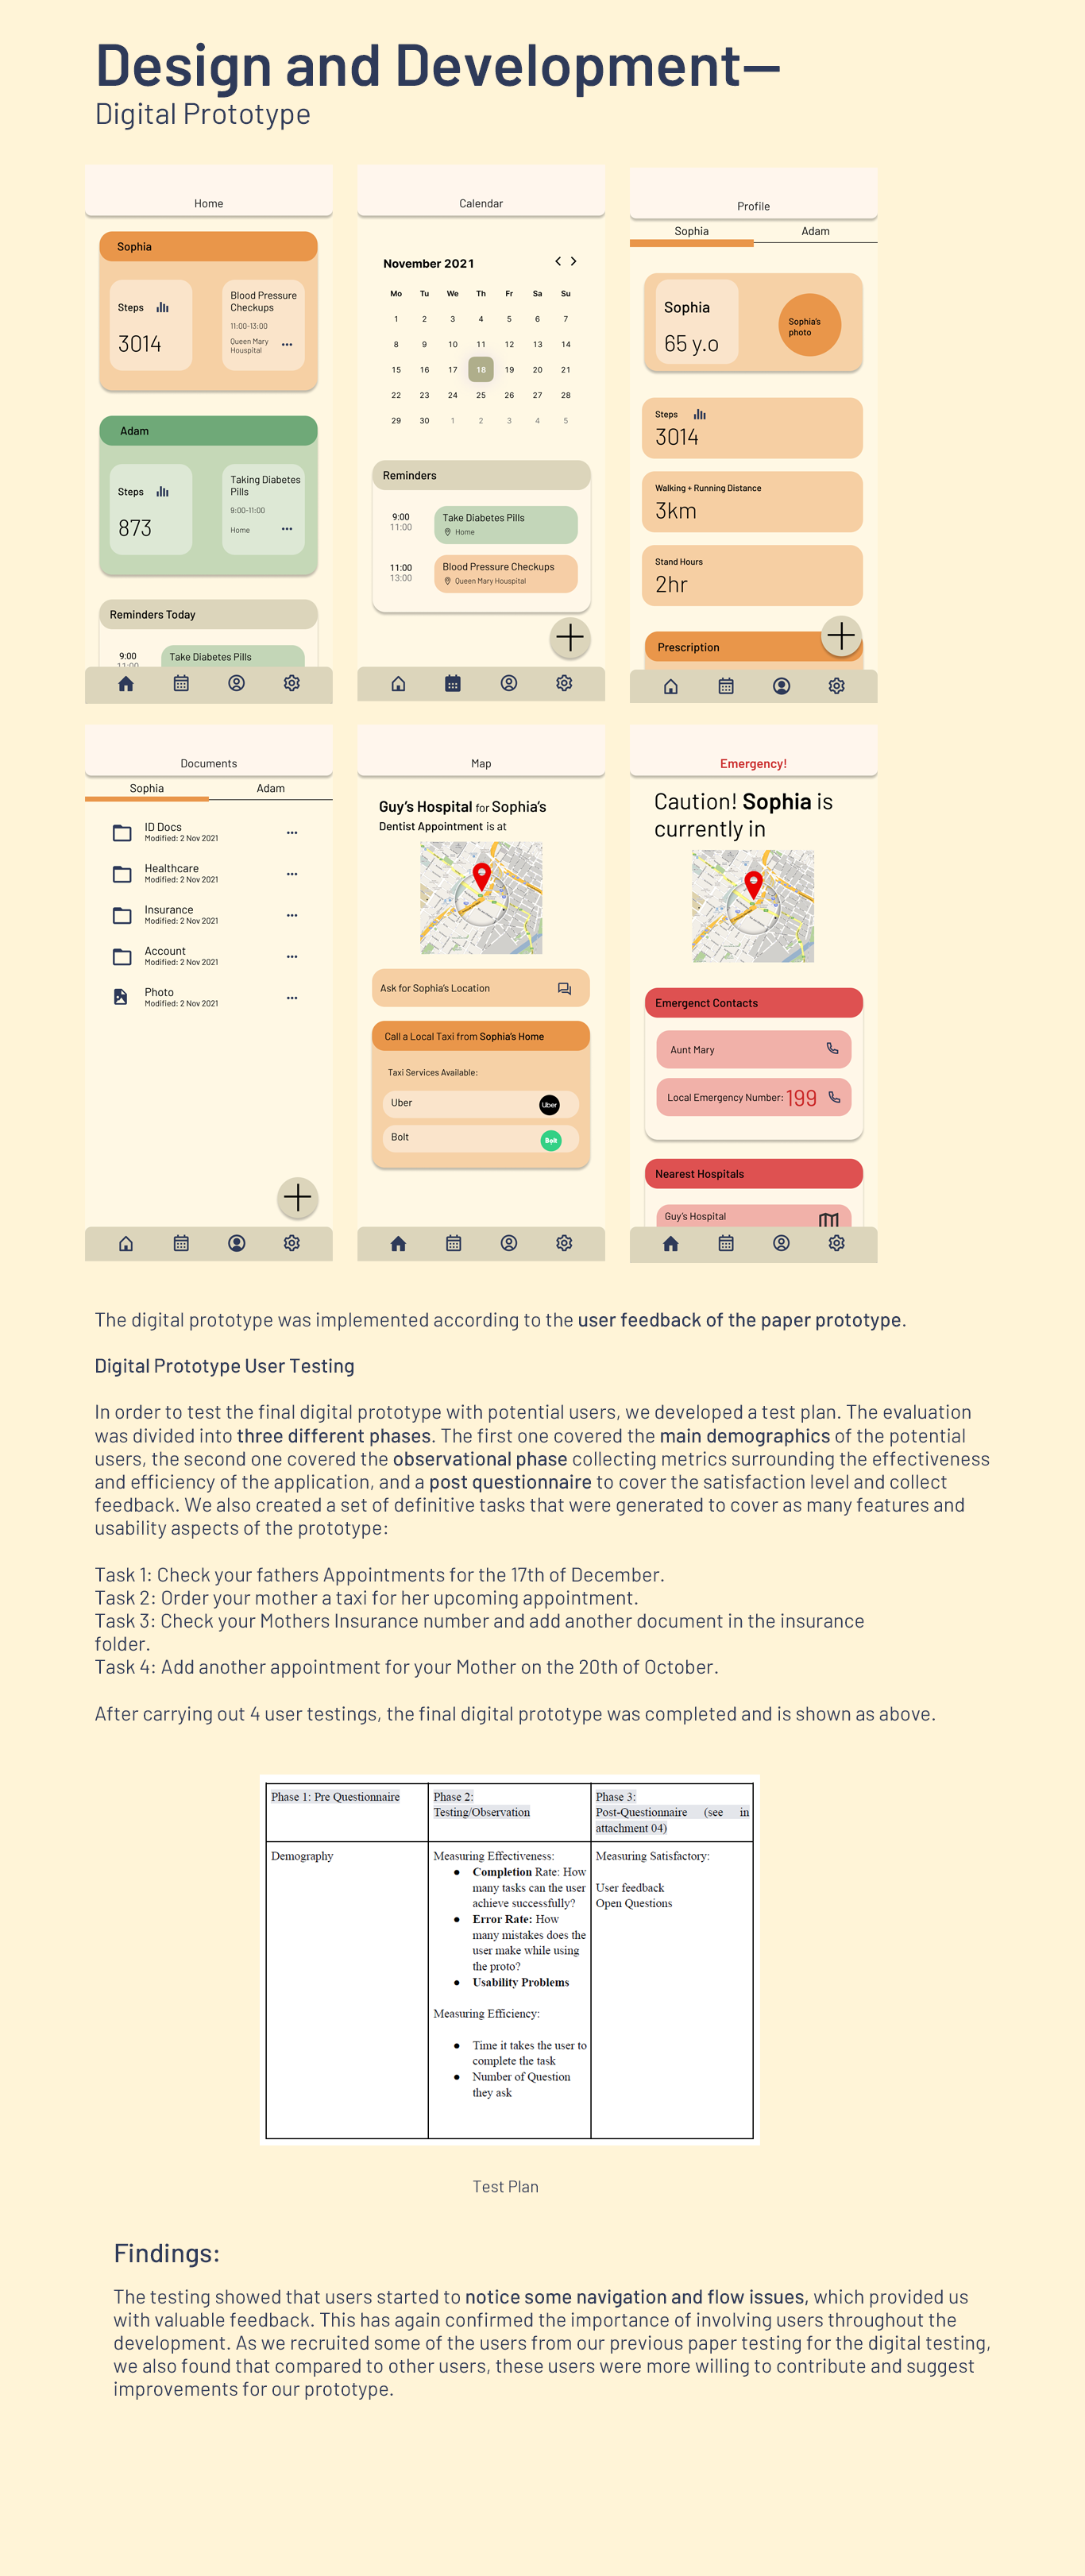 Design and Development—
Digital Prototype
Home
Sophia
Steps
3014
Blood Pressure
Checkups
11:00-13:00
Queen Mary
Houspital
Adam
Steps
873
Taking Diabetes
Pills
9:00-11:00
Home
Reminders Today
9:00
11:00
Take Diabetes Pills
Calendar
November 2021
Mo Tu We Th Fr Sa Su
1 2 3 4 5 6 7
8 9 10 11 12 13 14
15 16 17 18 19 20 21
22 23 24 25 26 27 28
29 30 1 2 3 4 5
Reminders
9:00
11:00
Take Diabetes Pills
Home
11:00
13:00
Blood Pressure Checkups
Queen Mary Houspital
Profile
Sophia Adam
Sophia
65 y.o
Sophia's
photo
Steps
3014
Walking + Running Distance
3km
Stand Hours
2hr
Prescription
Documents
Sophia Adam
ID Docs
Modified: 2 Nov 2021
Healthcare
Modified: 2 Nov 2021
Insurance
Modified: 2 Nov 2021
Account
Modified: 2 Nov 2021
Photo
Modified: 2 Nov 2021
Map
Guy's Hospital for Sophia's
Dentist Appointment is at
Ask for Sophia's Location
Call a Local Taxi from Sophia's Home
Taxi Services Available:
Uber
Uber
Bolt
Bolt
Emergency!
Caution! Sophia is
currently in
Emergenct Contacts
Aunt Mary
Local Emergency Number: 199
Nearest Hospitals
Guy's Hospital
The digital prototype was implemented according to the user feedback of the paper prototype.
Digital Prototype User Testing
In order to test the final digital prototype with potential users, we developed a test plan. The evaluation
was divided into three different phases. The first one covered the main demographics of the potential
users, the second one covered the observational phase collecting metrics surrounding the effectiveness
and efficiency of the application, and a post questionnaire to cover the satisfaction level and collect
feedback. We also created a set of definitive tasks that were generated to cover as many features and
usability aspects of the prototype:
Task 1: Check your fathers Appointments for the 17th of December.
Task 2: Order your mother a taxi for her upcoming appointment.
Task 3: Check your Mothers Insurance number and add another document in the insurance
folder.
Task 4: Add another appointment for your Mother on the 20th of October.
After carrying out 4 user testings, the final digital prototype was completed and is shown as above.
Phase 1: Pre Questionnaire
Phase 2:
Testing/Observation
Phase 3:
Post-Questionnaire (see in
attachment 04)
Demography
Measuring Effectiveness:
● Completion Rate: How
many tasks can the user
achieve successfully?
● Error Rate: How
many mistakes does the
user make while using
the proto?
● Usability Problems
Measuring Efficiency:
● Time it takes the user to
complete the task
● Number of Question
they ask
Measuring Satisfactory:
User feedback
Open Questions
Test Plan
Findings:
The testing showed that users started to notice some navigation and flow issues, which provided us
with valuable feedback. This has again confirmed the importance of involving users throughout the
development. As we recruited some of the users from our previous paper testing for the digital testing,
we also found that compared to other users, these users were more willing to contribute and suggest
improvements for our prototype.